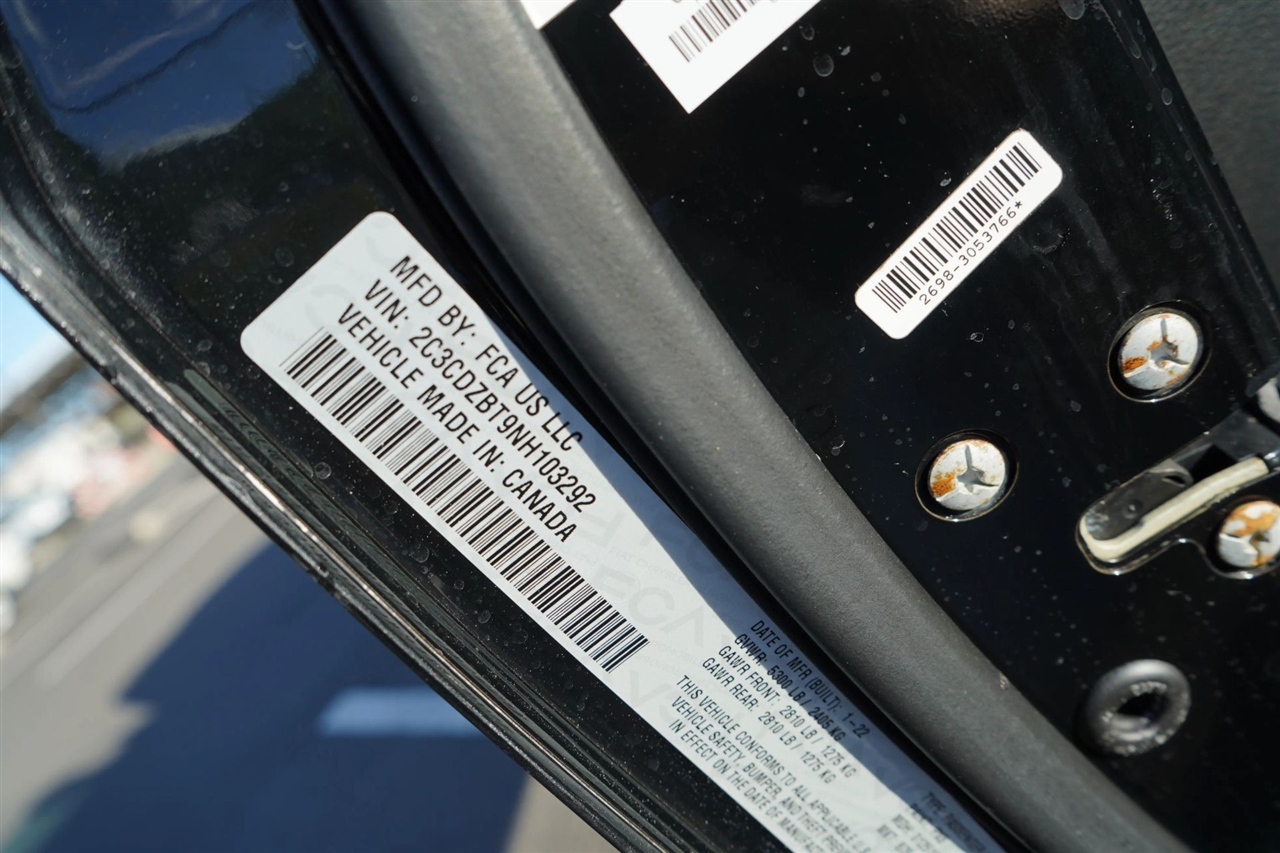 MFD BY: FCA US LLC
VIN: 2C3CDZBT9NH103292
VEHICLE MADE IN: CANADA
DATE OF MFR (BUILT): 1-22
GVWR: 5300 LB / 2405 KG
GAWR FRONT: 2810 LB / 1275 KG
GAWR REAR: 2810 LB / 1275 KG
THIS VEHICLE CONFORMS TO ALL APPLICABLE
VEHICLE SAFETY, BUMPER, AND THEFT
IN EFFECT ON THE DATE OF
TYPE:
2698-3053766*